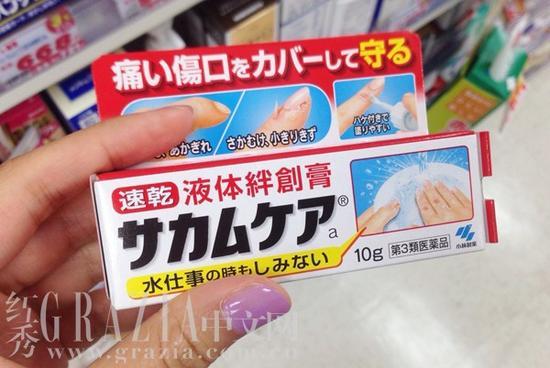 痛い傷口をカバーして守る
あかぎれ
さかむけ、小きりきず
ハケ付きで
塗りやすい
速乾 液体絆創膏
サカムケア®
a
水仕事の時もしみない
10g 第3類医薬品
小林製薬
红秀GRAZIA中文网
www.grazia.com.cn